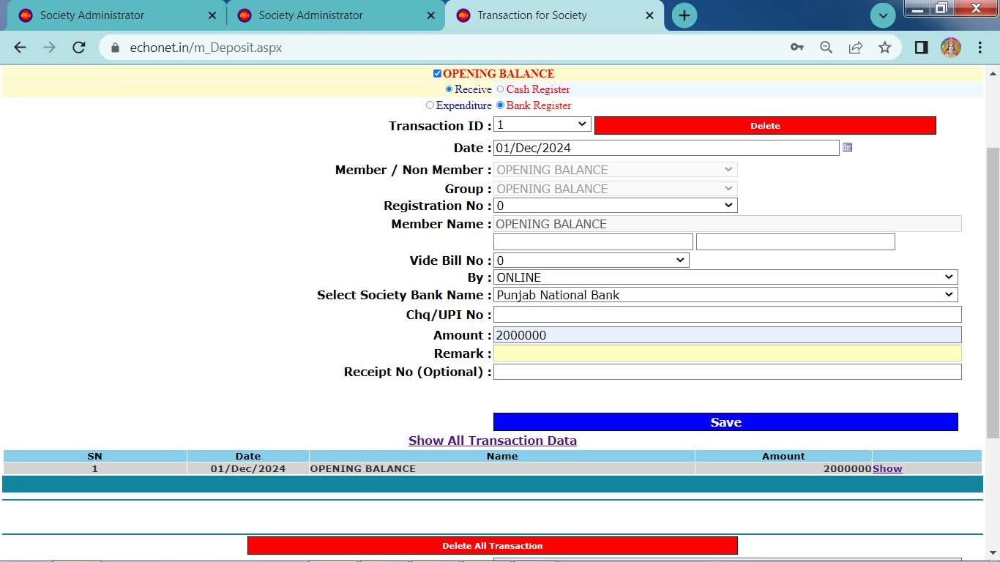 Society Administrator
Society Administrator
Transaction for Society
echonet.in/m_Deposit.aspx
OPENING BALANCE
Receive Cash Register
Expenditure Bank Register
Transaction ID : 1 Delete
Date : 01/Dec/2024
Member / Non Member : OPENING BALANCE
Group : OPENING BALANCE
Registration No : 0
Member Name : OPENING BALANCE
Vide Bill No : 0
By : ONLINE
Select Society Bank Name : Punjab National Bank
Chq/UPI No :
Amount : 2000000
Remark :
Receipt No (Optional) :
Save
Show All Transaction Data
SN Date Name Amount
1 01/Dec/2024 OPENING BALANCE 2000000 Show
Delete All Transaction